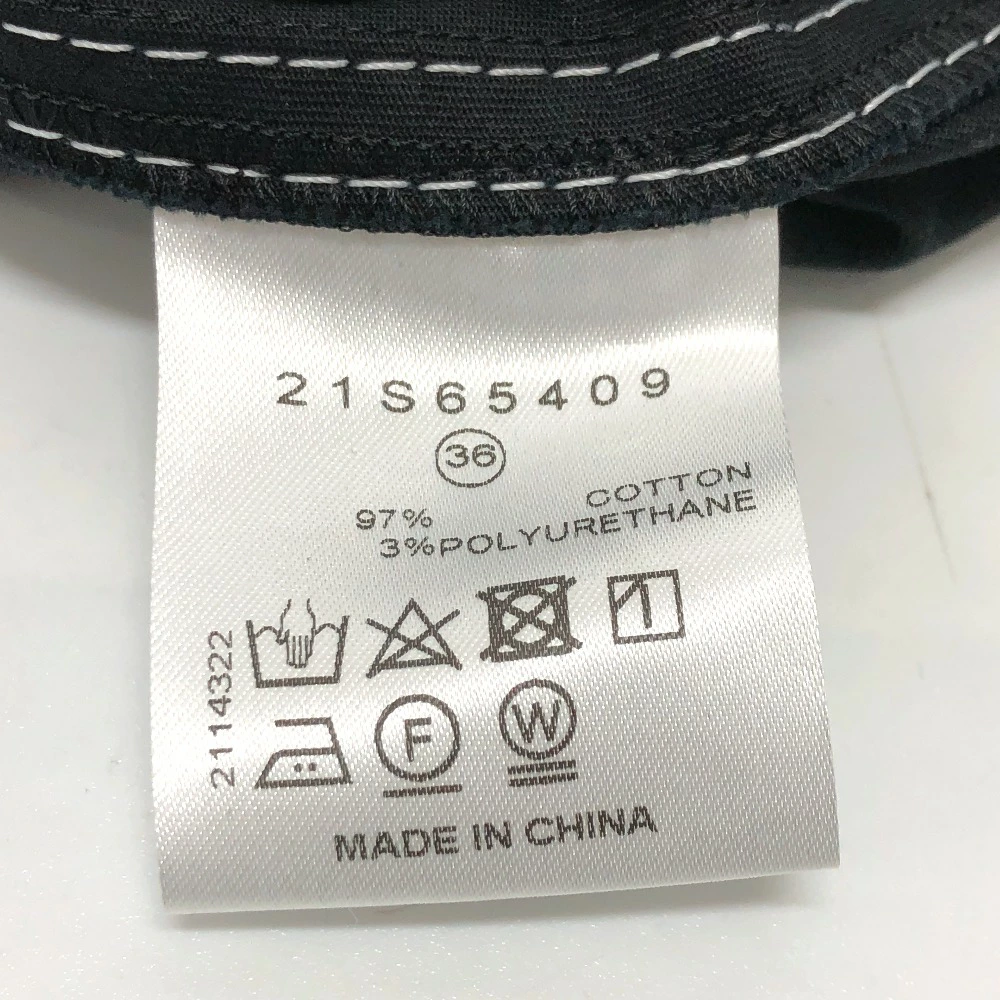 21S65409
36
97% COTTON
3%POLYURETHANE
2114322
F W
MADE IN CHINA